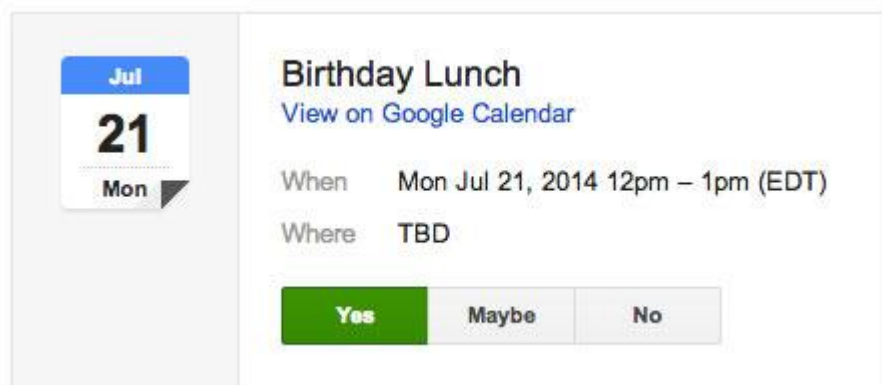 Jul
21
Mon
Birthday Lunch
View on Google Calendar
When Mon Jul 21, 2014 12pm – 1pm (EDT)
Where TBD
Yes Maybe No